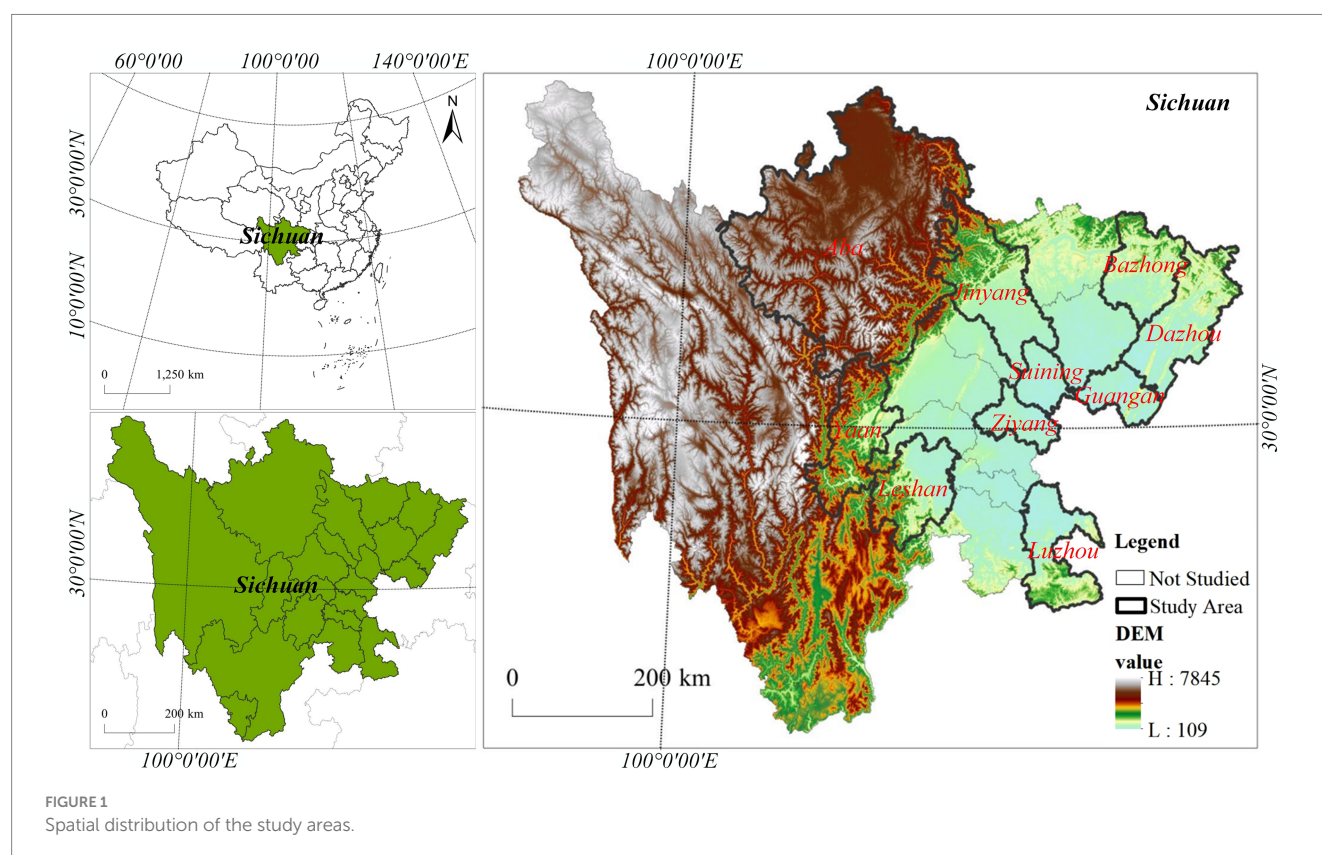 60°0'00
100°0'00
140°0'00'E
N
30°0'00'N
10°0'00'N
Sichuan
0
1,250 km
Sichuan
30°0'00'N
0
200 km
100°0'00'E
100°0'00'E
Sichuan
Aba
Jinyang
Bazhong
Dazhou
Suining
Guangan
Ziyang
Yaan
Leshan
Luzhou
30°0'00'N
Legend
Not Studied
Study Area
DEM
value
H : 7845
L : 109
0
200 km
100°0'00'E
FIGURE 1
Spatial distribution of the study areas.